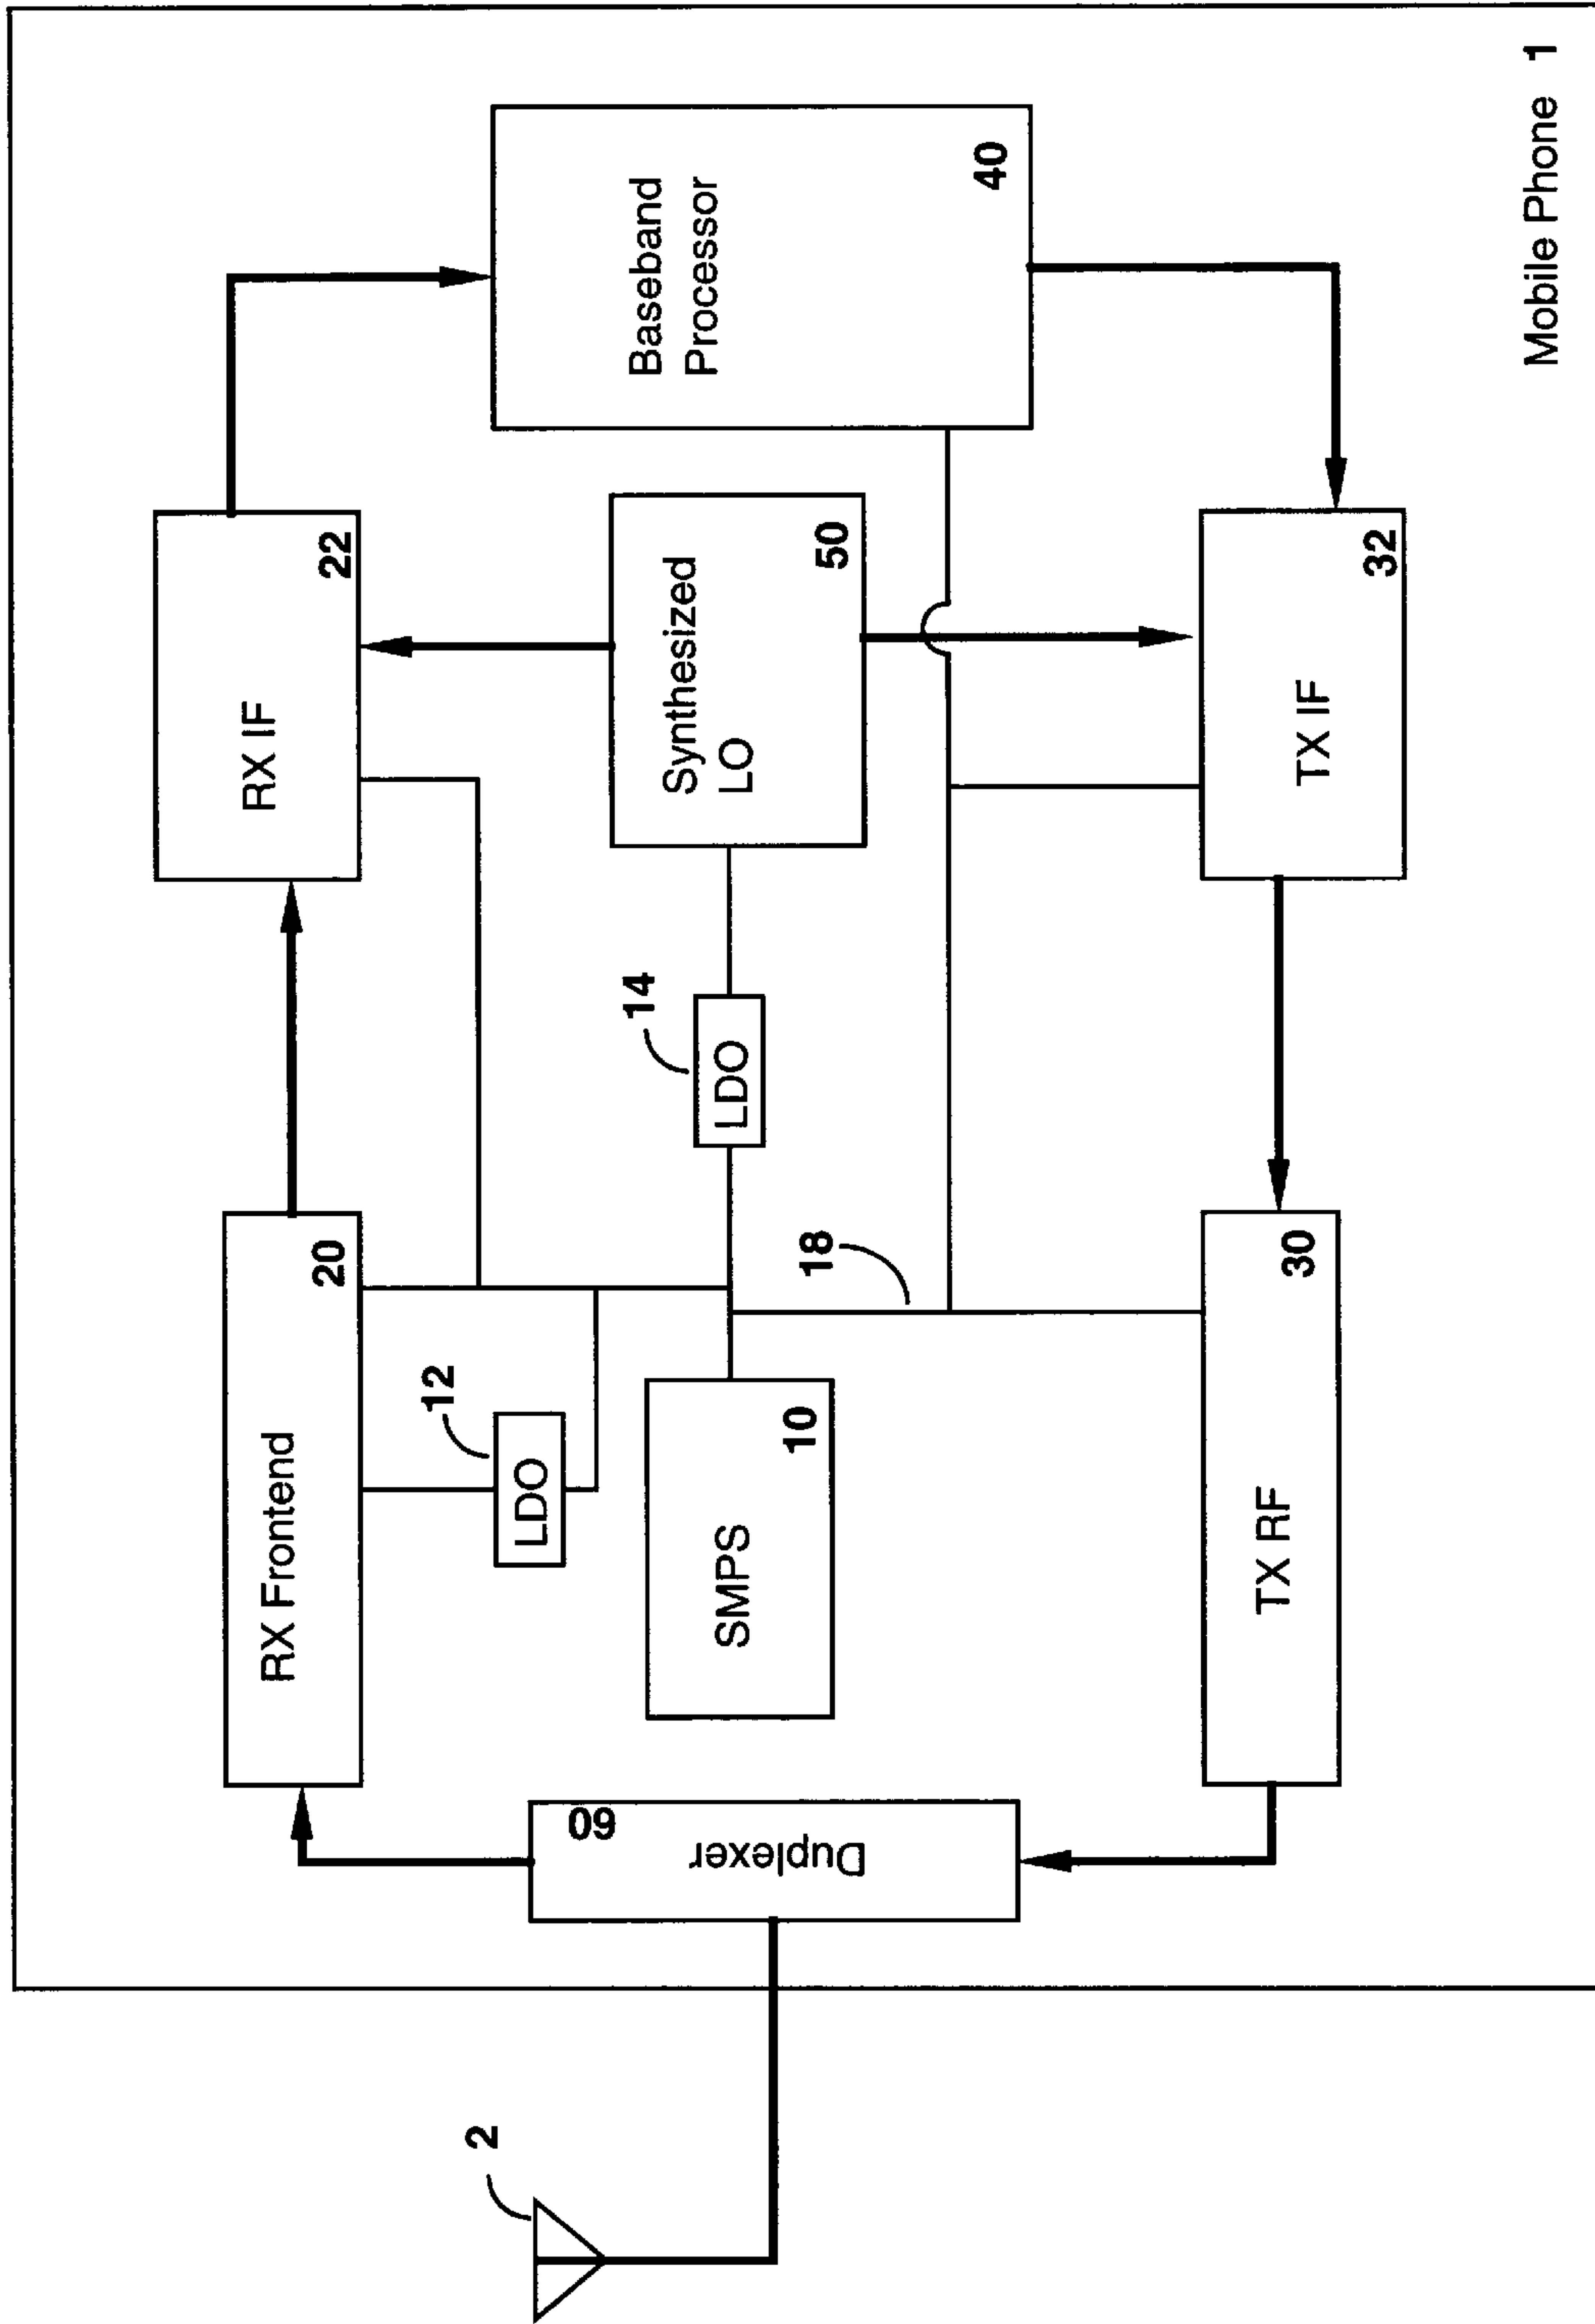 RX Frontend
20
RX IF
22
12
LDO
2
60
Duplexer
SMPS
10
14
LDO
Synthesized
LO
50
Baseband
Processor
40
18
TX RF
30
TX IF
32
Mobile Phone 1